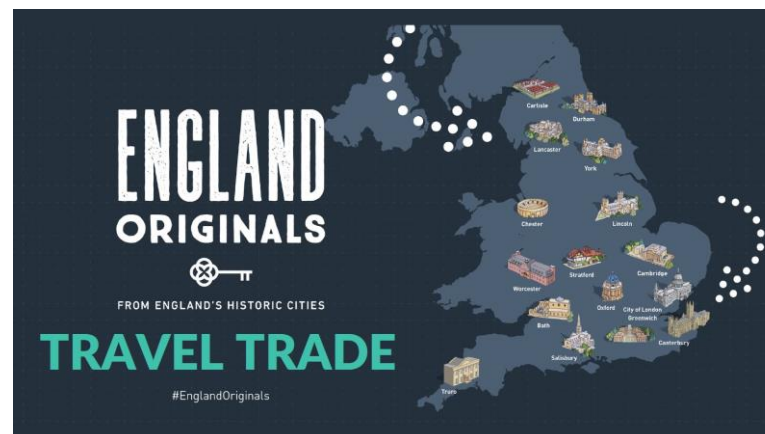 ENGLAND
ORIGINALS
FROM ENGLAND'S HISTORIC CITIES
TRAVEL TRADE
#EnglandOriginals
Carlisle
Durham
Lancaster
York
Chester
Lincoln
Worcester
Stratford
Cambridge
Oxford
City of London
Greenwich
Bath
Salisbury
Canterbury
Truro